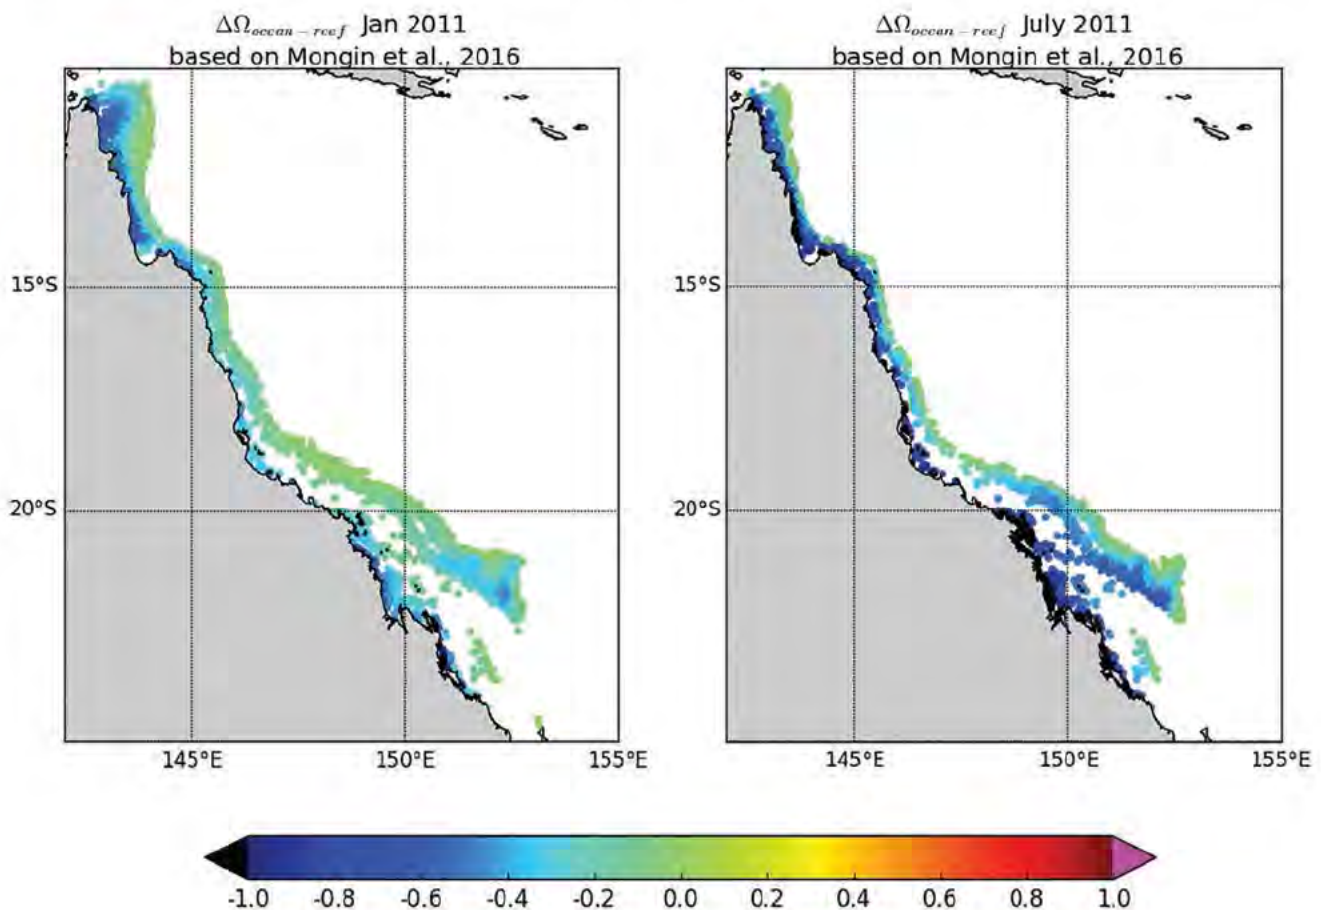 ΔΩocean−reef Jan 2011
based on Mongin et al., 2016
ΔΩocean−reef July 2011
based on Mongin et al., 2016
15°S
20°S
145°E 150°E 155°E
15°S
20°S
145°E 150°E 155°E
-1.0 -0.8 -0.6 -0.4 -0.2 0.0 0.2 0.4 0.6 0.8 1.0